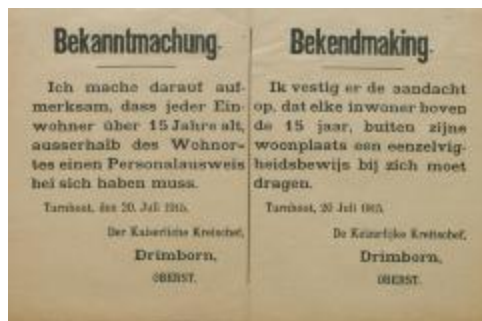 Bekanntmachung.
Ich mache darauf auf-
merksam, dass jeder Ein-
wohner über 15 Jahre alt,
ausserhalb des Wohnor-
tes einen Personalausweis
bei sich haben muss.
Turnhout, den 20. Juli 1915.
Der Kaiserliche Kreischef,
Drimborn,
OBERST.
Bekendmaking.
Ik vestig er de aandacht
op, dat elke inwoner boven
de 15 jaar, buiten zijne
woonplaats een eenzelvig-
heidsbewijs bij zich moet
dragen.
Turnhout, 20 Juli 1915.
De Keizerlijke Kreitschef,
Drimborn,
OBERST.